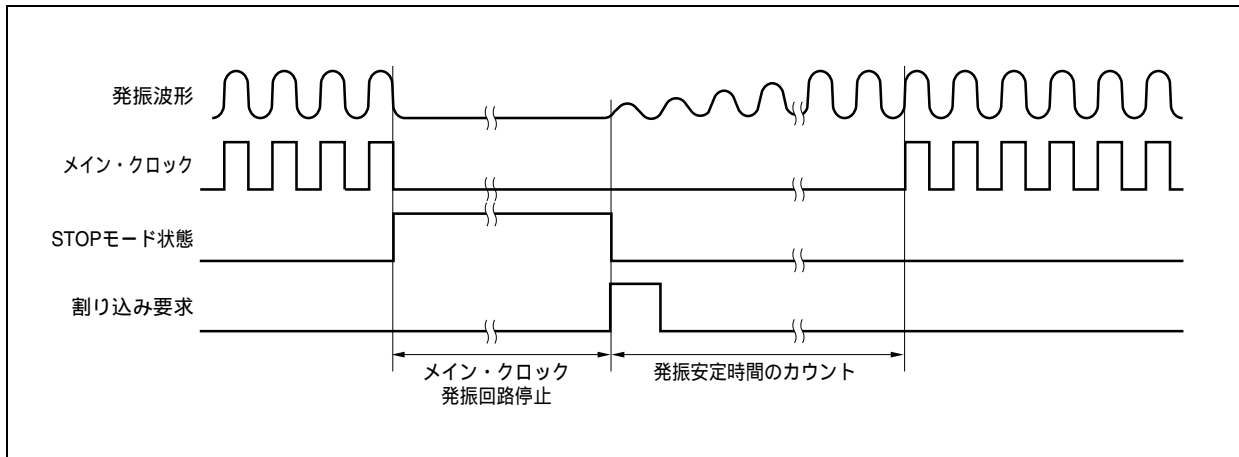 発振波形
メイン・クロック
STOPモード状態
割り込み要求
メイン・クロック
発振回路停止
発振安定時間のカウント